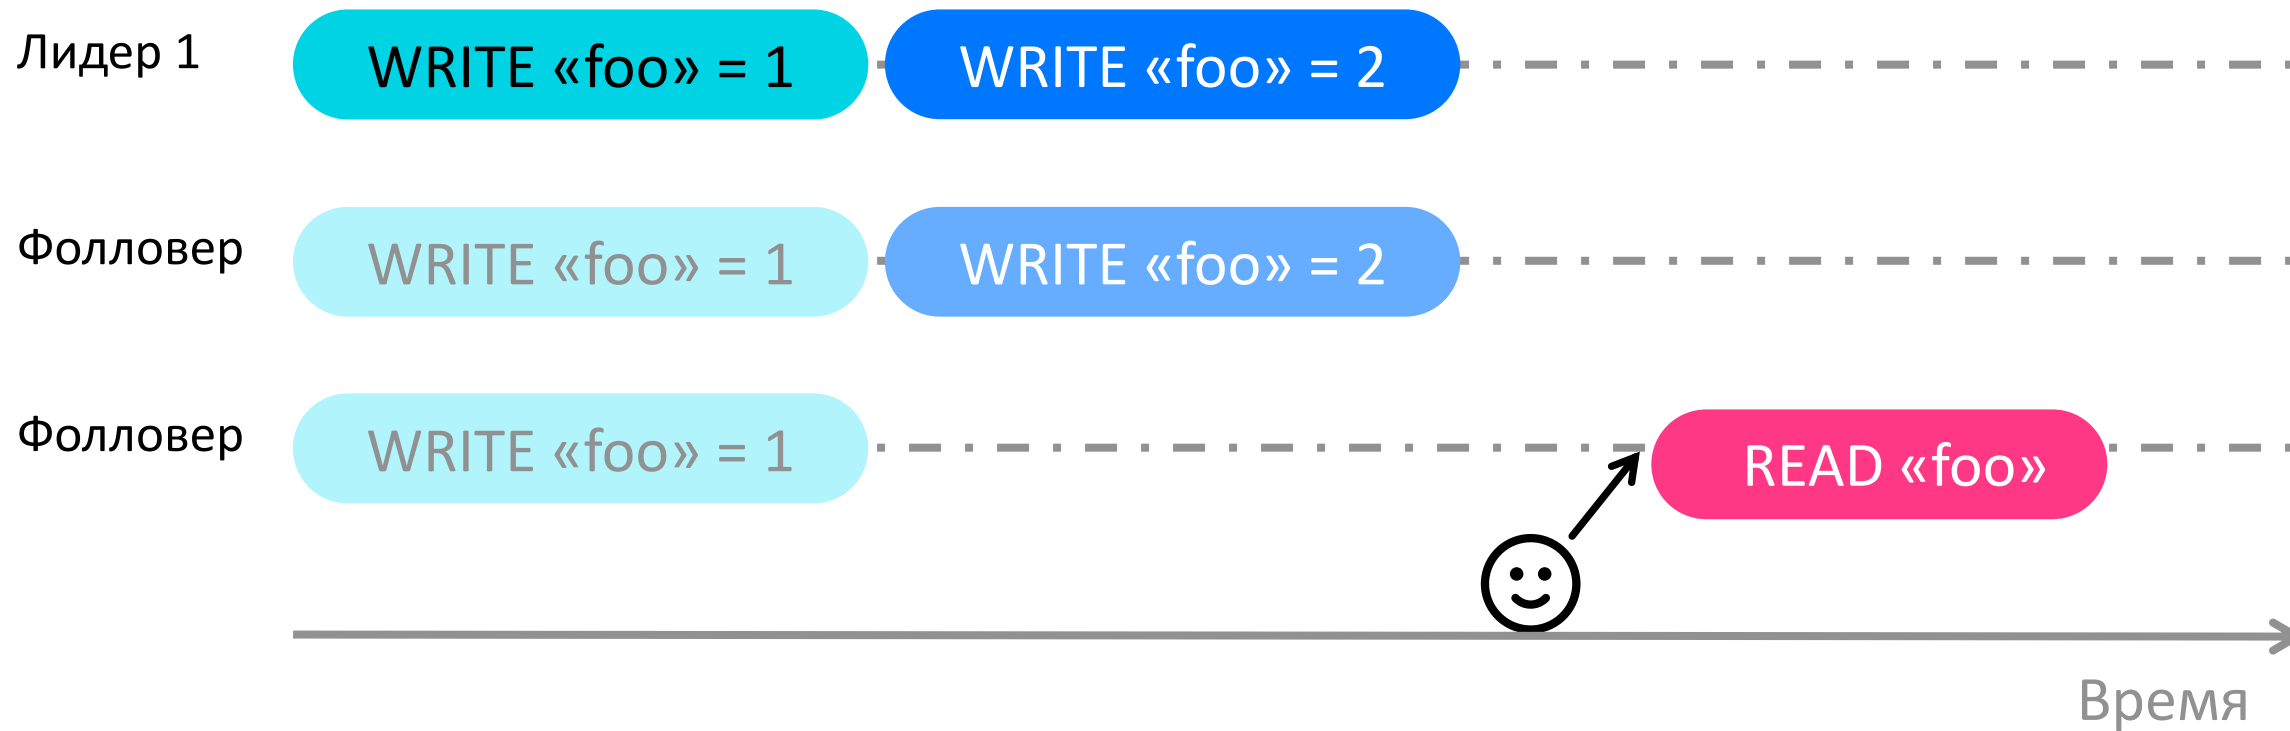 Лидер 1
WRITE «foo» = 1
WRITE «foo» = 2
Фолловер
WRITE «foo» = 1
WRITE «foo» = 2
Фолловер
WRITE «foo» = 1
READ «foo»
Время